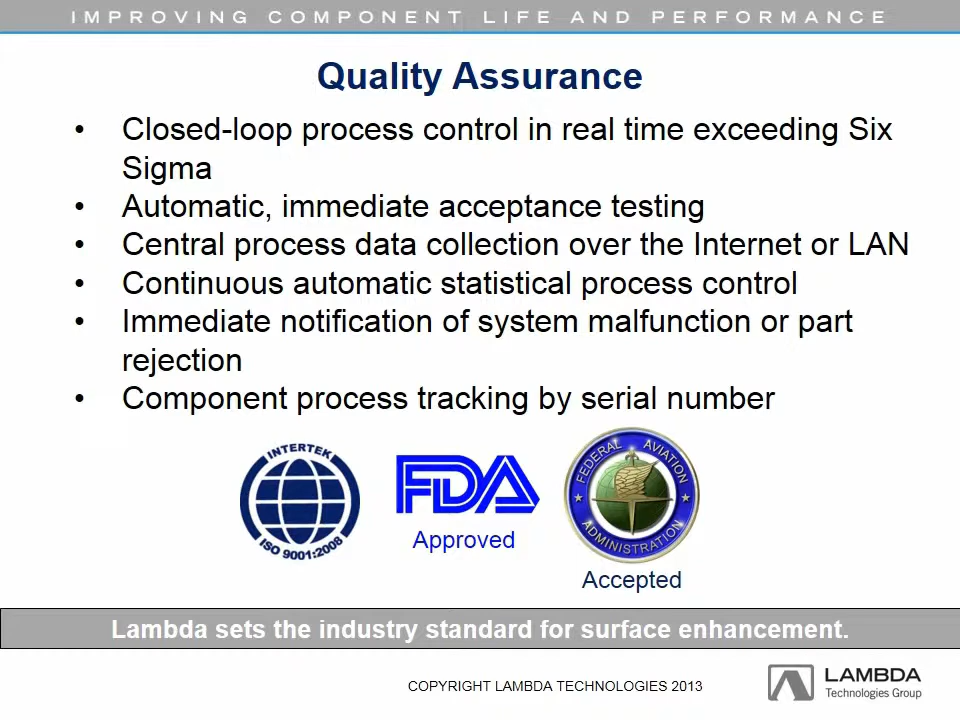 IMPROVING COMPONENT LIFE AND PERFORMANCE
Quality Assurance
• Closed-loop process control in real time exceeding Six
Sigma
• Automatic, immediate acceptance testing
• Central process data collection over the Internet or LAN
• Continuous automatic statistical process control
• Immediate notification of system malfunction or part
rejection
• Component process tracking by serial number
INTERTEK
ISO 9001:2008
FDA
Approved
FEDERAL AVIATION
ADMINISTRATION
Accepted
Lambda sets the industry standard for surface enhancement.
COPYRIGHT LAMBDA TECHNOLOGIES 2013
LAMBDA
Technologies Group